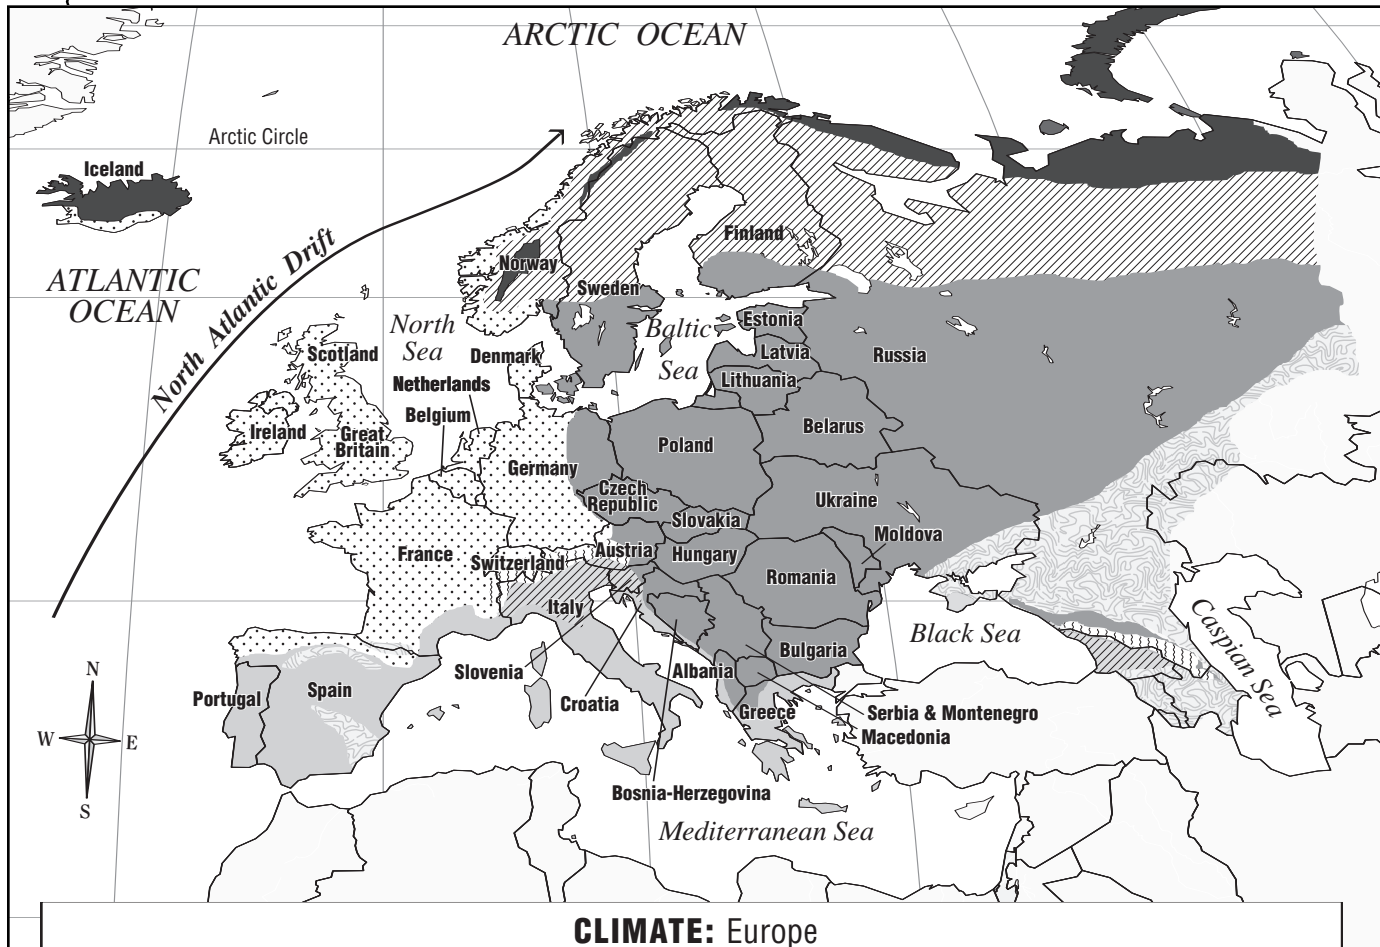 ARCTIC OCEAN
Arctic Circle
Iceland
ATLANTIC
OCEAN
North Atlantic Drift
Norway
Finland
Sweden
North
Sea
Baltic
Sea
Estonia
Latvia
Lithuania
Russia
Scotland
Denmark
Netherlands
Belgium
Ireland
Great
Britain
Germany
Poland
Belarus
Czech
Republic
Slovakia
Ukraine
Moldova
France
Switzerland
Austria
Hungary
Romania
Italy
Black Sea
Caspian Sea
Bulgaria
Slovenia
Croatia
Albania
Portugal
Spain
Greece
Serbia & Montenegro
Macedonia
Bosnia-Herzegovina
Mediterranean Sea
N
W
E
S
CLIMATE: Europe